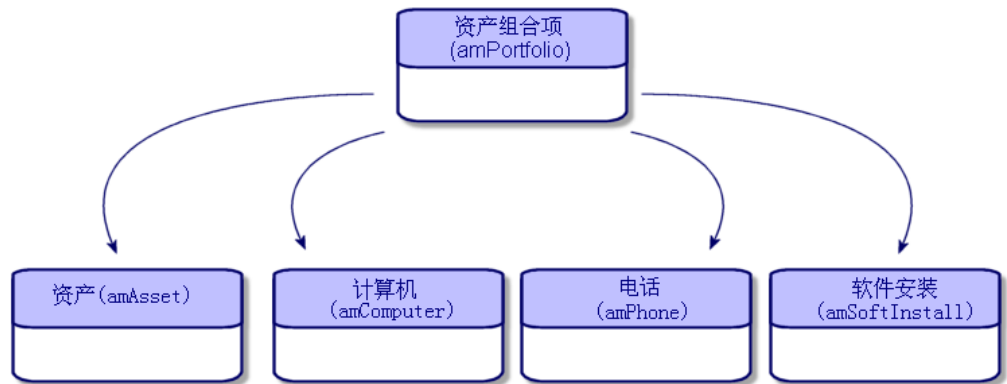 资产组合项
(amPortfolio)
资产(amAsset)
计算机
(amComputer)
电话
(amPhone)
软件安装
(amSoftInstall)